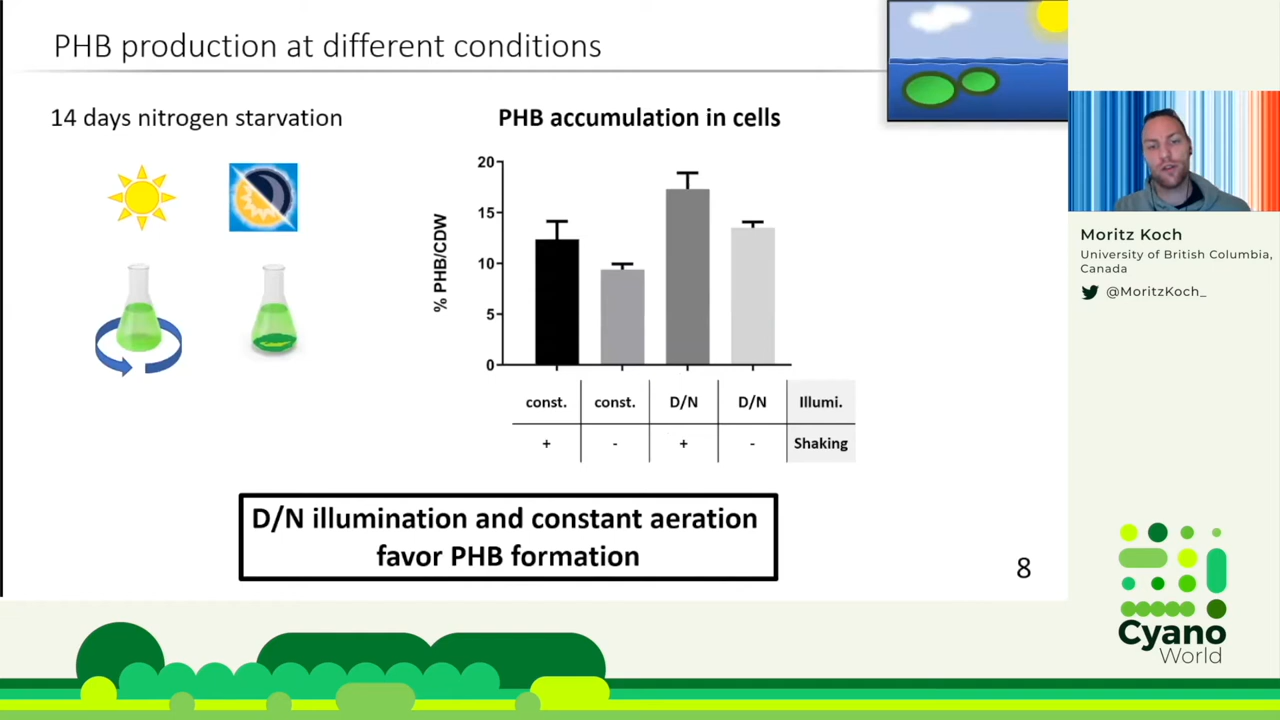 PHB production at different conditions
14 days nitrogen starvation
PHB accumulation in cells
% PHB/CDW
20
15
10
5
0
const. const. D/N D/N Illumi.
+ - + - Shaking
D/N illumination and constant aeration
favor PHB formation
8
Moritz Koch
University of British Columbia,
Canada
@MoritzKoch_
Cyano
World